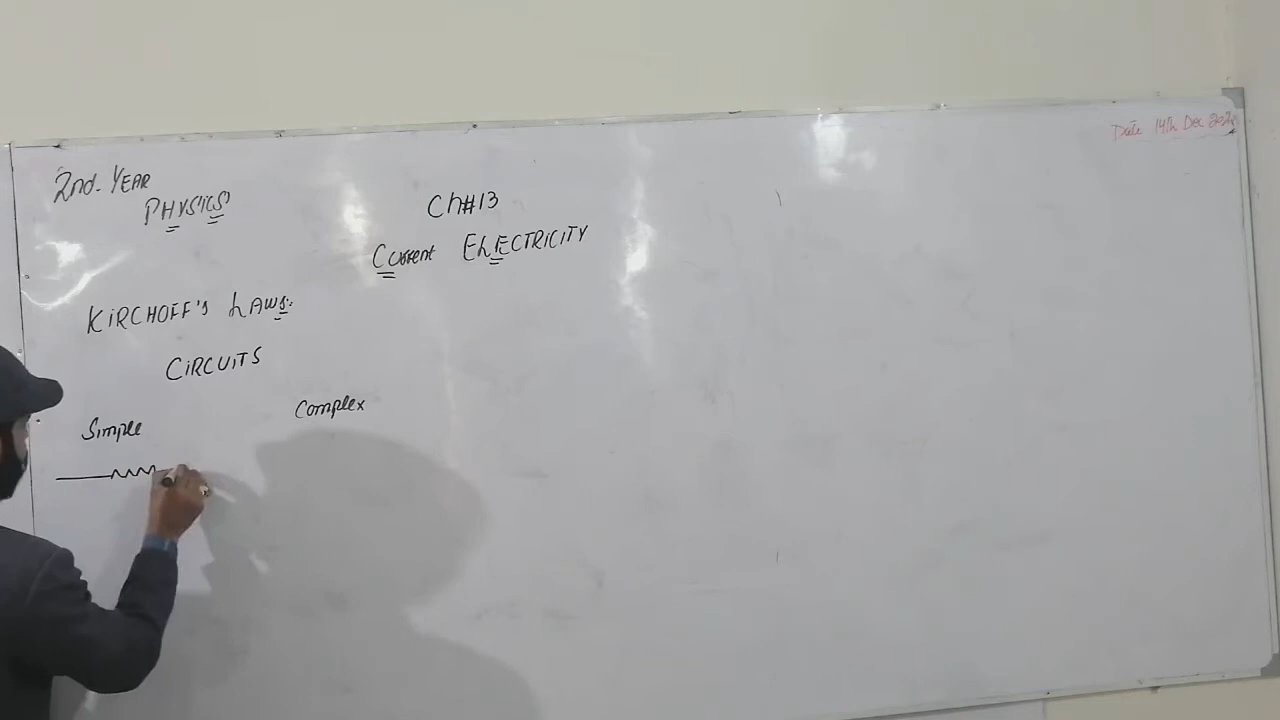 2nd-YEAR
PHYSICS
Ch#13
Current ELECTRICITY
KIRCHOFF'S LAWS:
CIRCUITS
Simple
Complex
Date 14th Dec